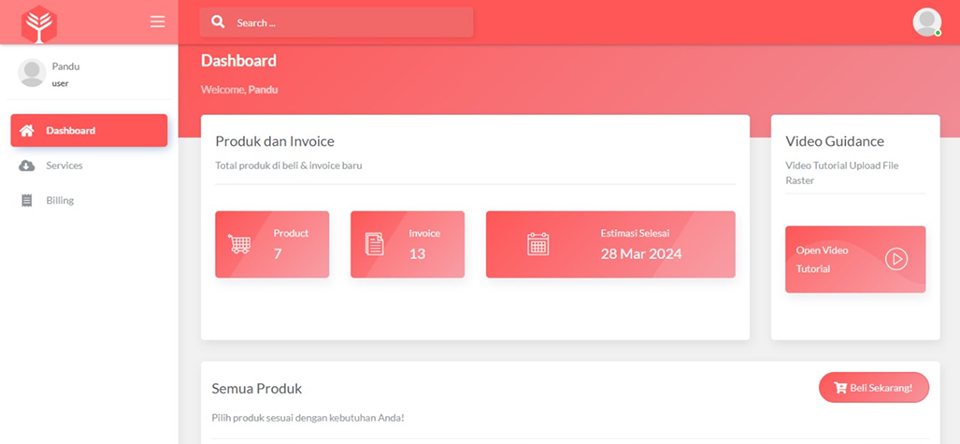 Search ...
Pandu
user
Dashboard
Services
Billing
Dashboard
Welcome, Pandu
Produk dan Invoice
Total produk di beli & invoice baru
Product
7
Invoice
13
Estimasi Selesai
28 Mar 2024
Video Guidance
Video Tutorial Upload File
Raster
Open Video
Tutorial
Semua Produk
Pilih produk sesuai dengan kebutuhan Anda!
Beli Sekarang!